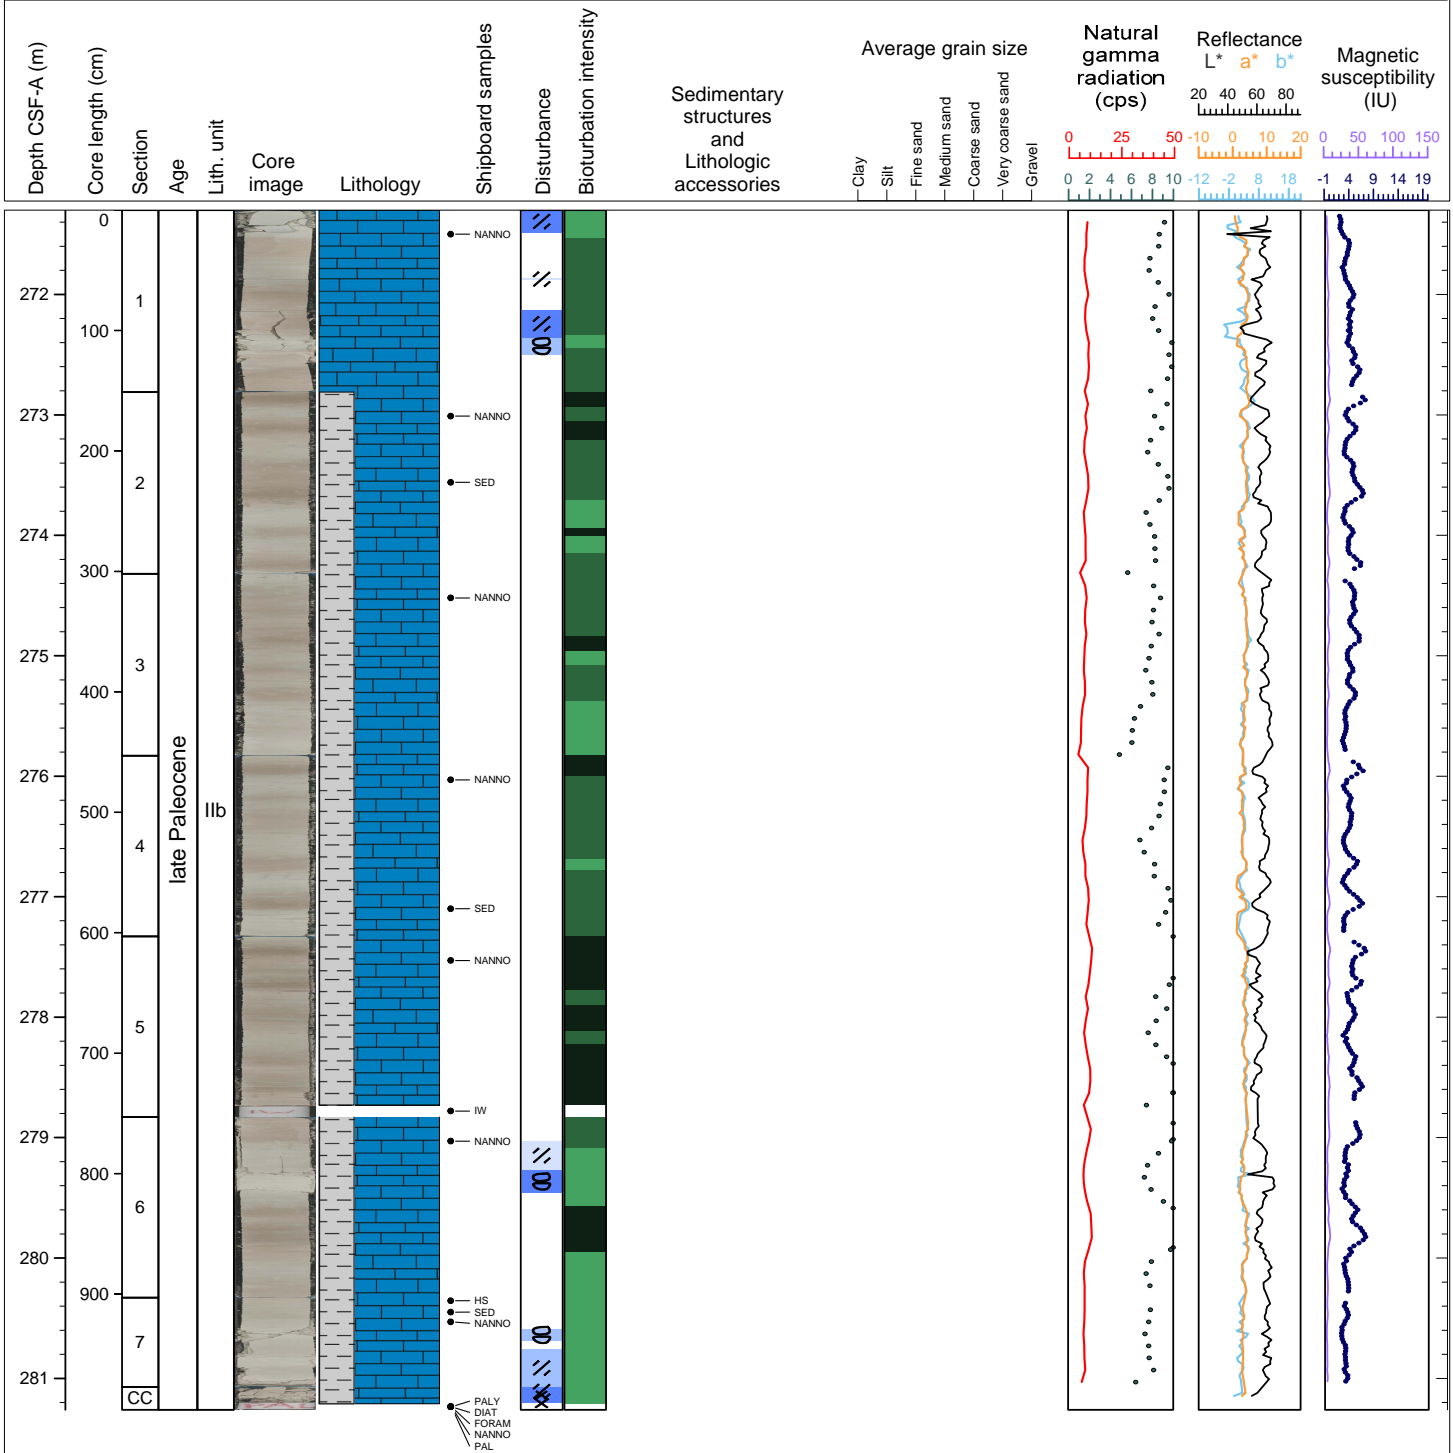 Depth CSF-A (m)
Core length (cm)
Section
Age
Lith. unit
Core
image
Lithology
Shipboard samples
Disturbance
Bioturbation intensity
Sedimentary
structures
and
Lithologic
accessories
Average grain size
Clay
Silt
Fine sand
Medium sand
Coarse sand
Very coarse sand
Gravel
Natural
gamma
radiation
(cps)
0 25 50
0 2 4 6 8 10
Reflectance
L* a* b*
20 40 60 80
-10 0 10 20
-12 -2 8 18
Magnetic
susceptibility
(IU)
0 50 100 150
-1 4 9 14 19
0
NANNO
272
1
100
273
NANNO
200
2
SED
274
300
NANNO
275
3
400
276
NANNO
late Paleocene
IIb
500
4
277
SED
600
NANNO
278
5
700
IW
279
NANNO
800
6
280
900
HS
SED
NANNO
7
281
CC
PALY
DIAT
FORAM
NANNO
PAL